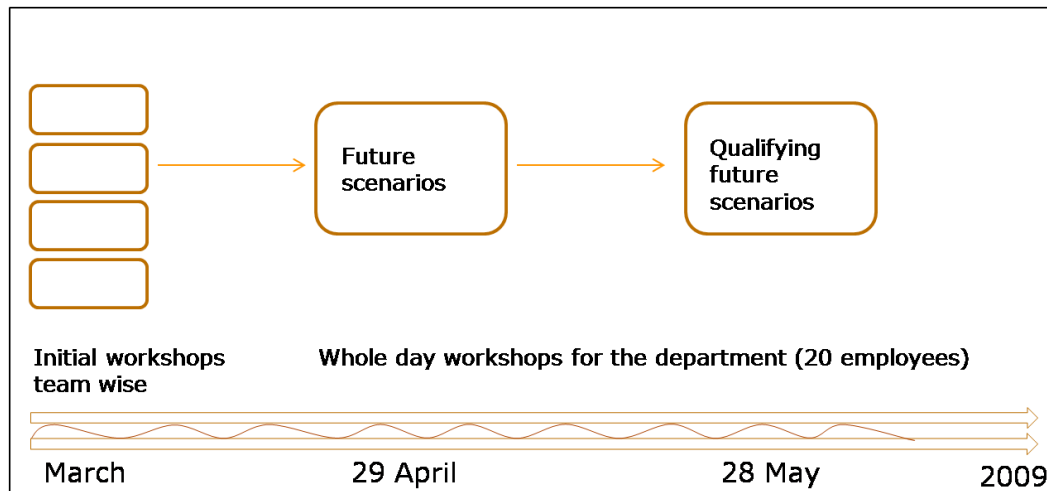 Future
scenarios
Qualifying
future
scenarios
Initial workshops
team wise
Whole day workshops for the department (20 employees)
March
29 April
28 May
2009